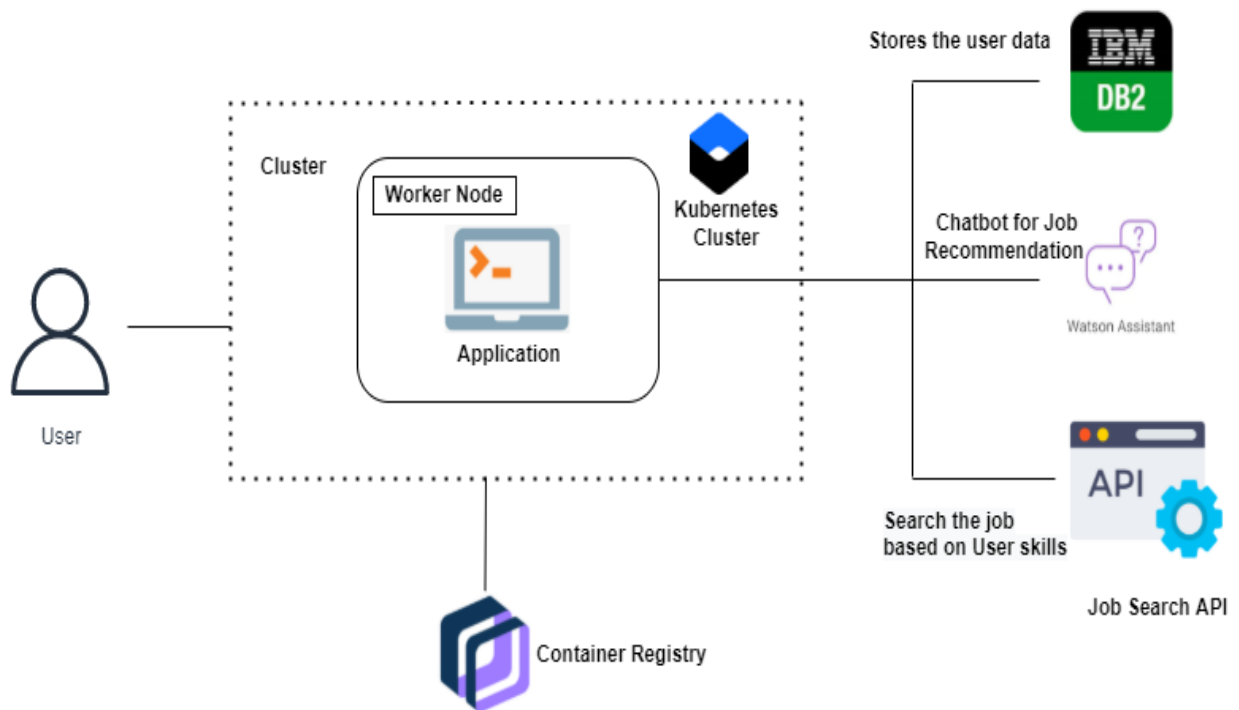 Stores the user data
IBM
DB2
Cluster
Worker Node
Kubernetes
Cluster
Application
Chatbot for Job
Recommendation
?
Watson Assistant
User
API
Search the job
based on User skills
Job Search API
Container Registry